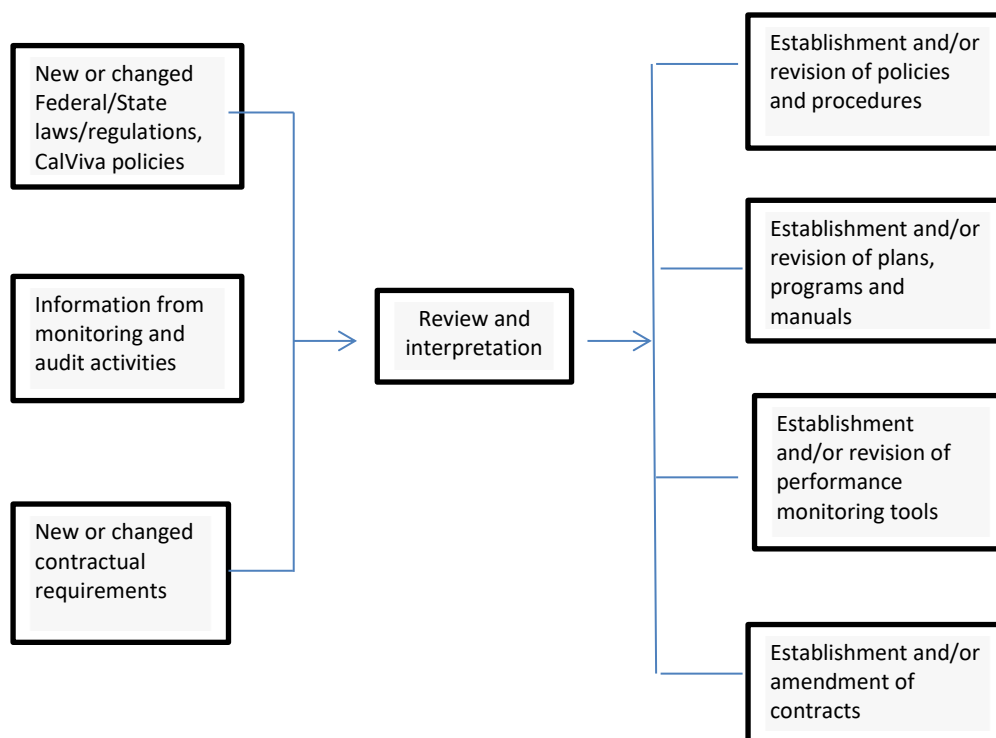 New or changed
Federal/State
laws/regulations,
CalViva policies
Information from
monitoring and
audit activities
New or changed
contractual
requirements
Review and
interpretation
Establishment and/or
revision of policies
and procedures
Establishment and/or
revision of plans,
programs and
manuals
Establishment
and/or revision of
performance
monitoring tools
Establishment and/or
amendment of
contracts